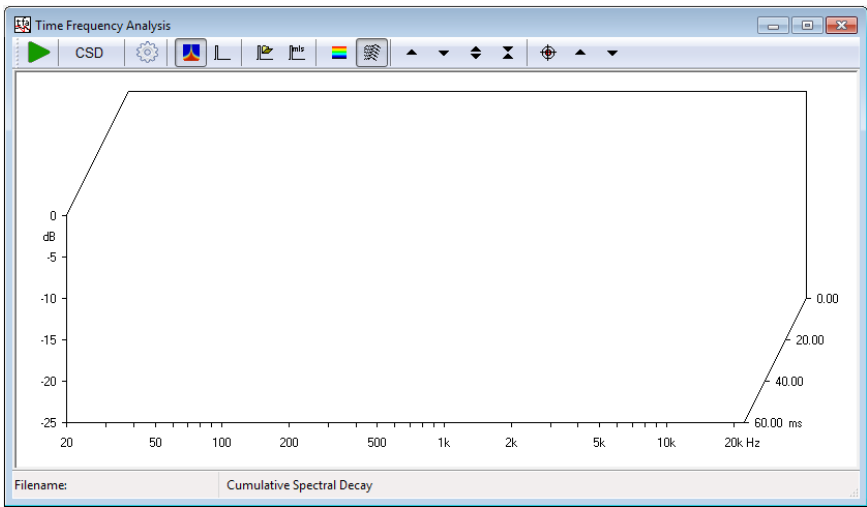 Time Frequency Analysis
CSD
mls
0
dB
-5
-10
-15
-20
-25
0.00
20.00
40.00
60.00 ms
20 50 100 200 500 1k 2k 5k 10k 20k Hz
Filename: Cumulative Spectral Decay